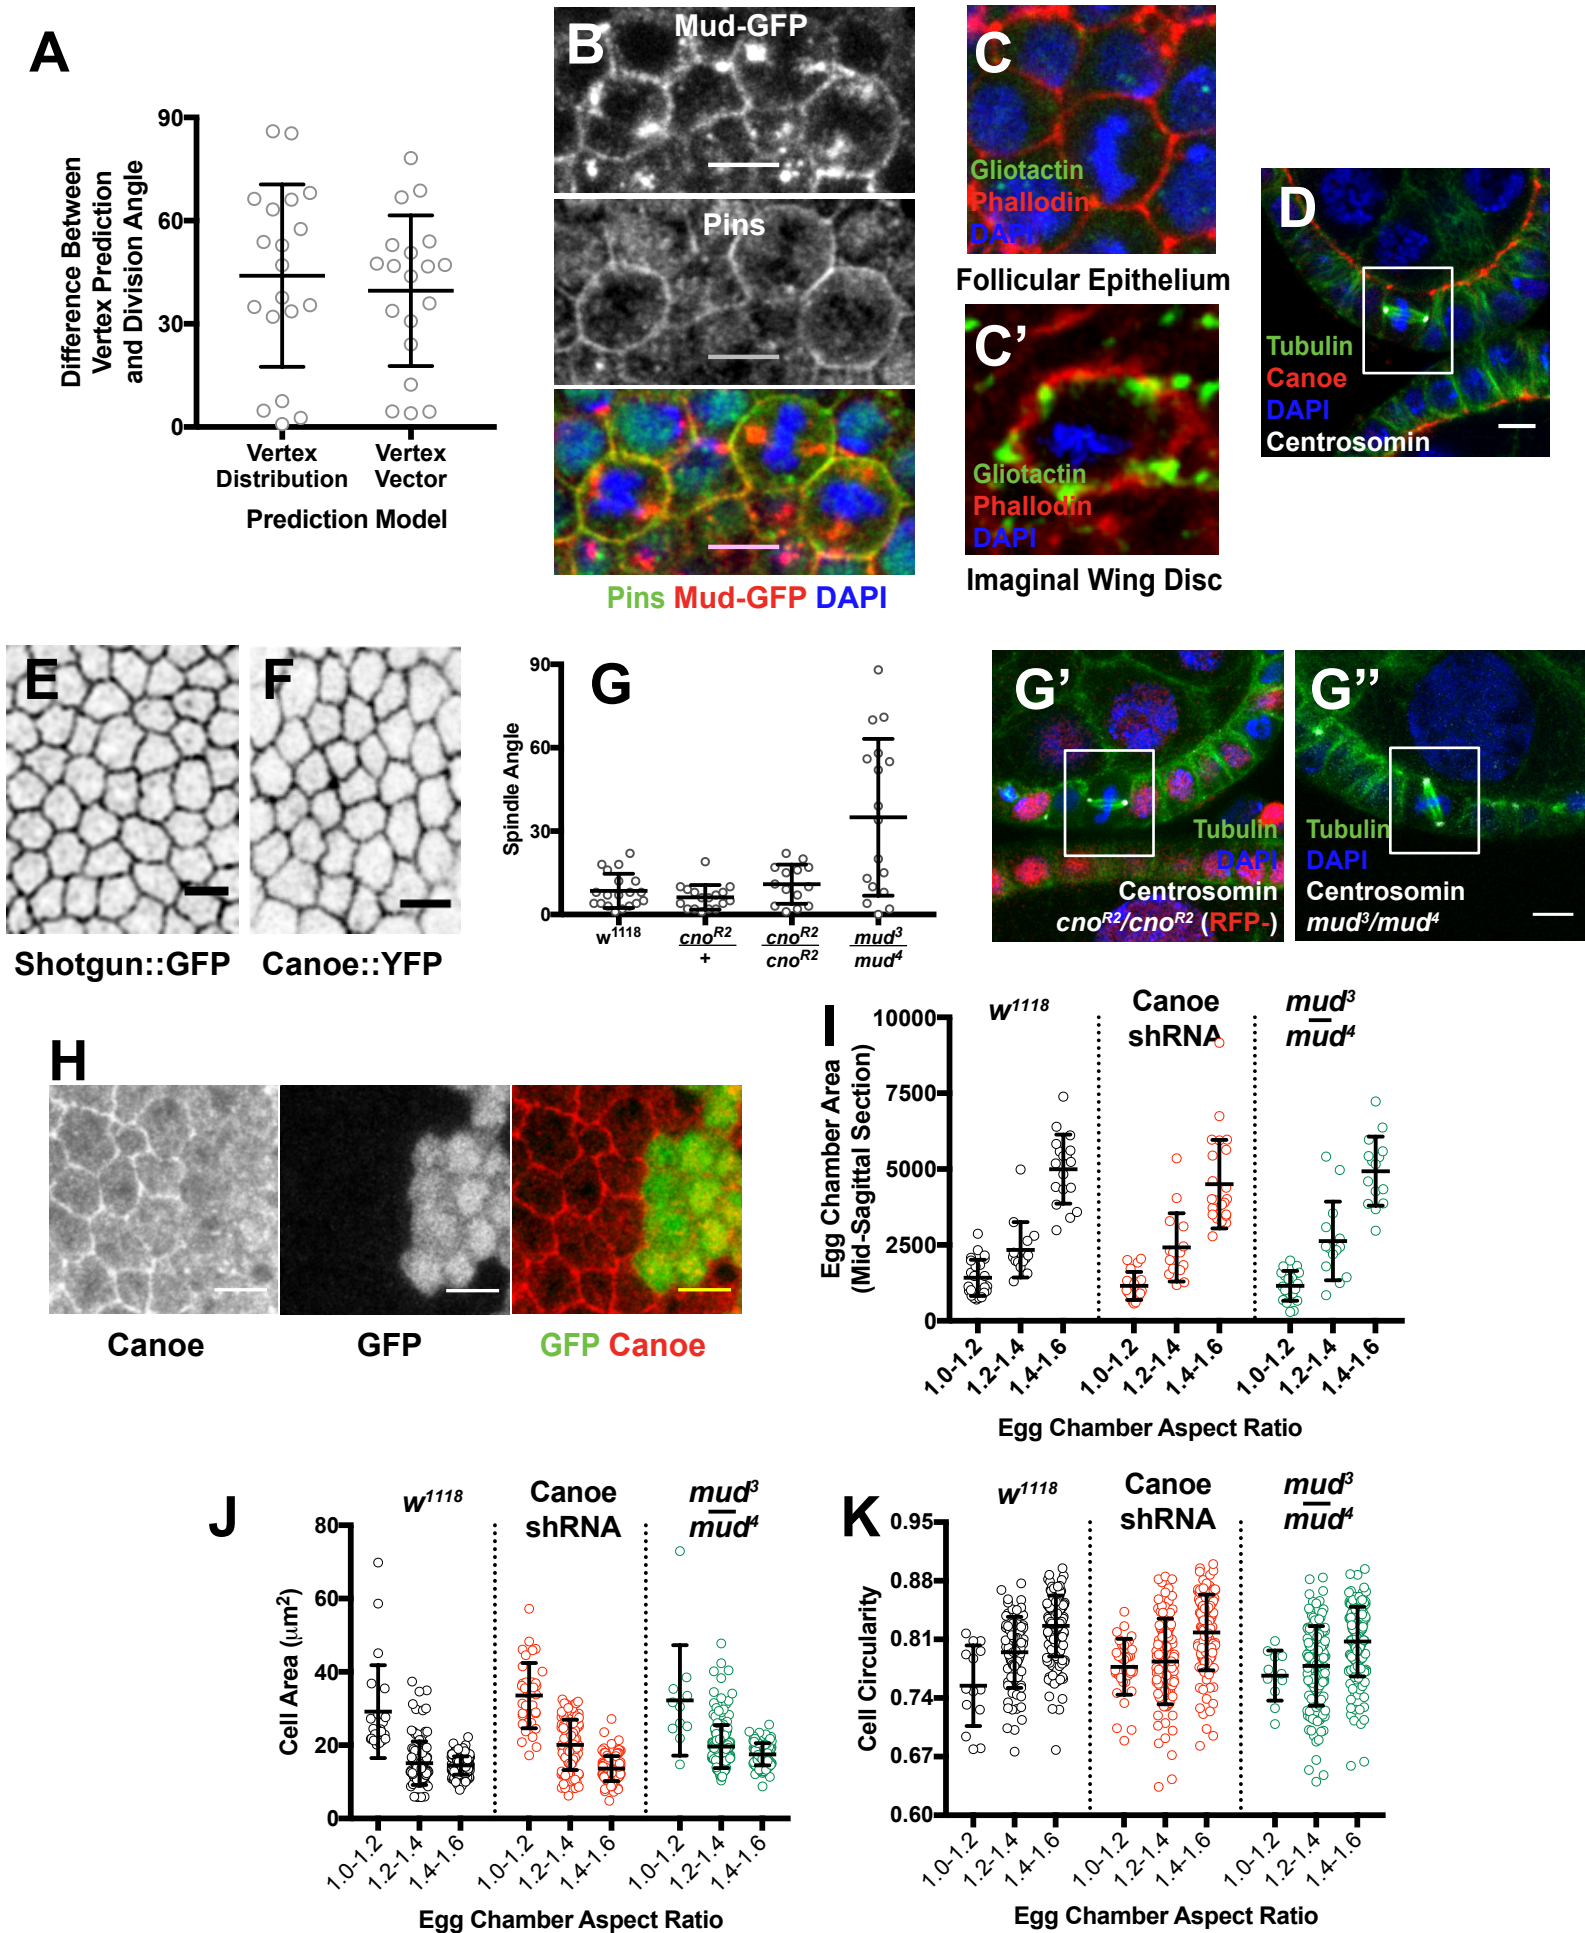 A
90
60
30
0
Difference Between
Vertex Prediction
and Division Angle
Vertex
Distribution
Vertex
Vector
Prediction Model
B
Mud-GFP
Pins
Pins Mud-GFP DAPI
C
Gliotactin
Phallodin
DAPI
Follicular Epithelium
C’
Gliotactin
Phallodin
DAPI
Imaginal Wing Disc
D
Tubulin
Canoe
DAPI
Centrosomin
E
Shotgun::GFP
F
Canoe::YFP
G
90
60
30
0
Spindle Angle
w1118
cnoR2
+
cnoR2
cnoR2
mud3
mud4
G’
Tubulin
DAPI
Centrosomin
cnoR2/cnoR2 (RFP-)
G’’
Tubulin
DAPI
Centrosomin
mud3/mud4
H
Canoe
GFP
GFP Canoe
I
w1118
Canoe
shRNA
mud3
mud4
10000
7500
5000
2500
0
Egg Chamber Area
(Mid-Sagittal Section)
1.0-1.2
1.2-1.4
1.4-1.6
1.0-1.2
1.2-1.4
1.4-1.6
1.0-1.2
1.2-1.4
1.4-1.6
Egg Chamber Aspect Ratio
J
w1118
Canoe
shRNA
mud3
mud4
80
60
40
20
0
Cell Area (μm2)
1.0-1.2
1.2-1.4
1.4-1.6
1.0-1.2
1.2-1.4
1.4-1.6
1.0-1.2
1.2-1.4
1.4-1.6
Egg Chamber Aspect Ratio
K
w1118
Canoe
shRNA
mud3
mud4
0.95
0.88
0.81
0.74
0.67
0.60
Cell Circularity
1.0-1.2
1.2-1.4
1.4-1.6
1.0-1.2
1.2-1.4
1.4-1.6
1.0-1.2
1.2-1.4
1.4-1.6
Egg Chamber Aspect Ratio